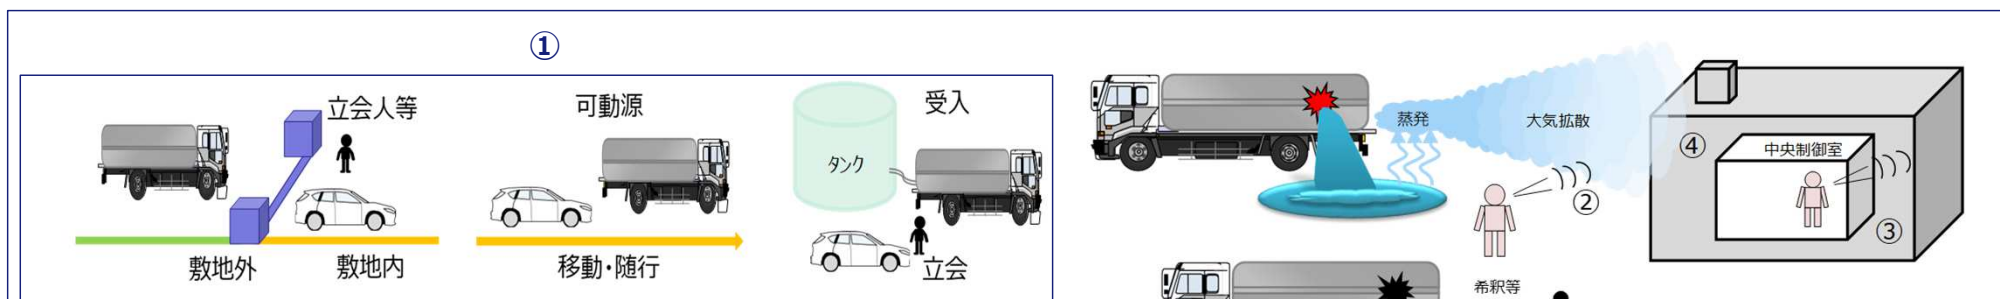 ①
立会人等
敷地外
敷地内
可動源
移動・随行
タンク
受入
立会
蒸発
大気拡散
②
希釈等
④
中央制御室
③